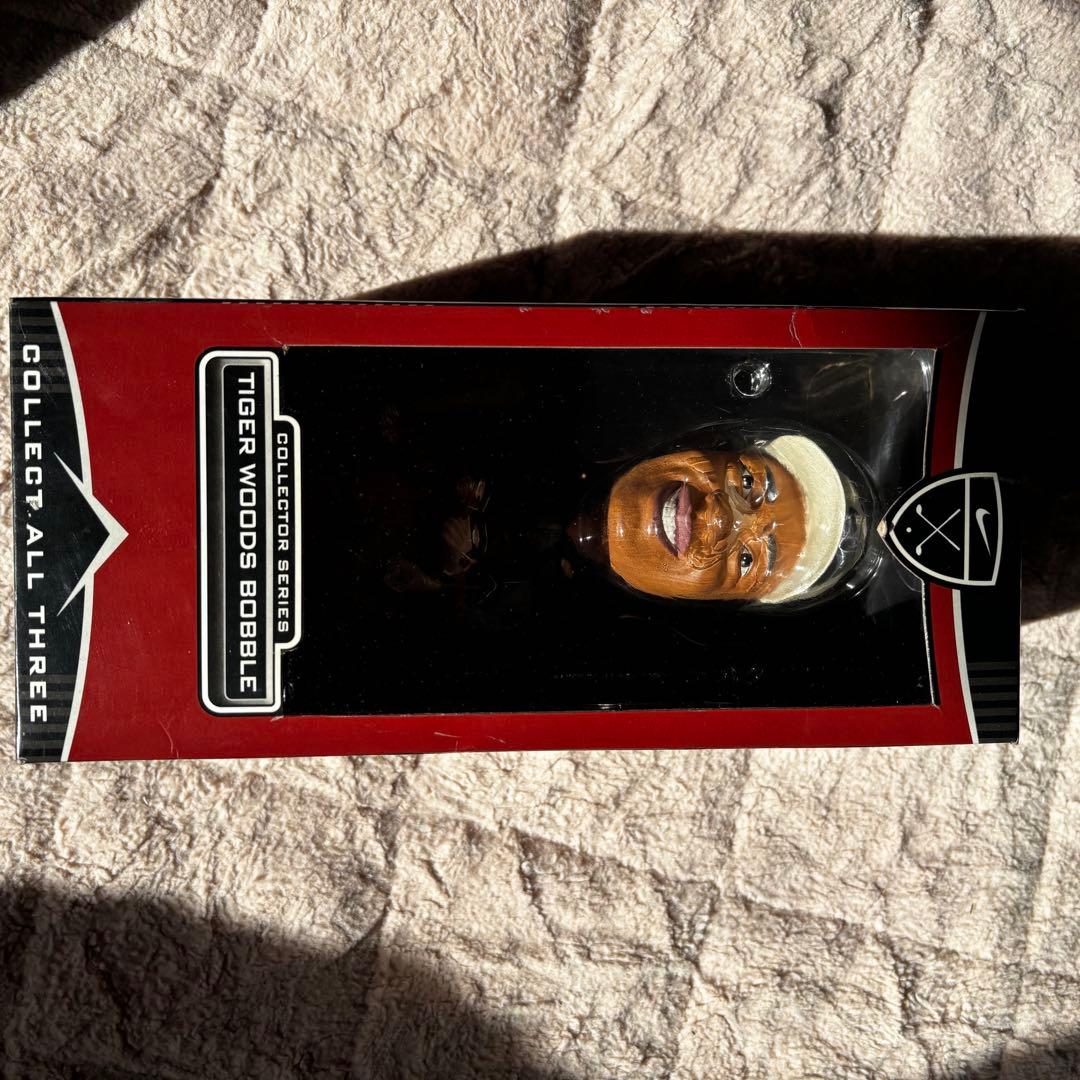 COLLECTOR SERIES
TIGER WOODS BOBBLE
COLLECT ALL THREE